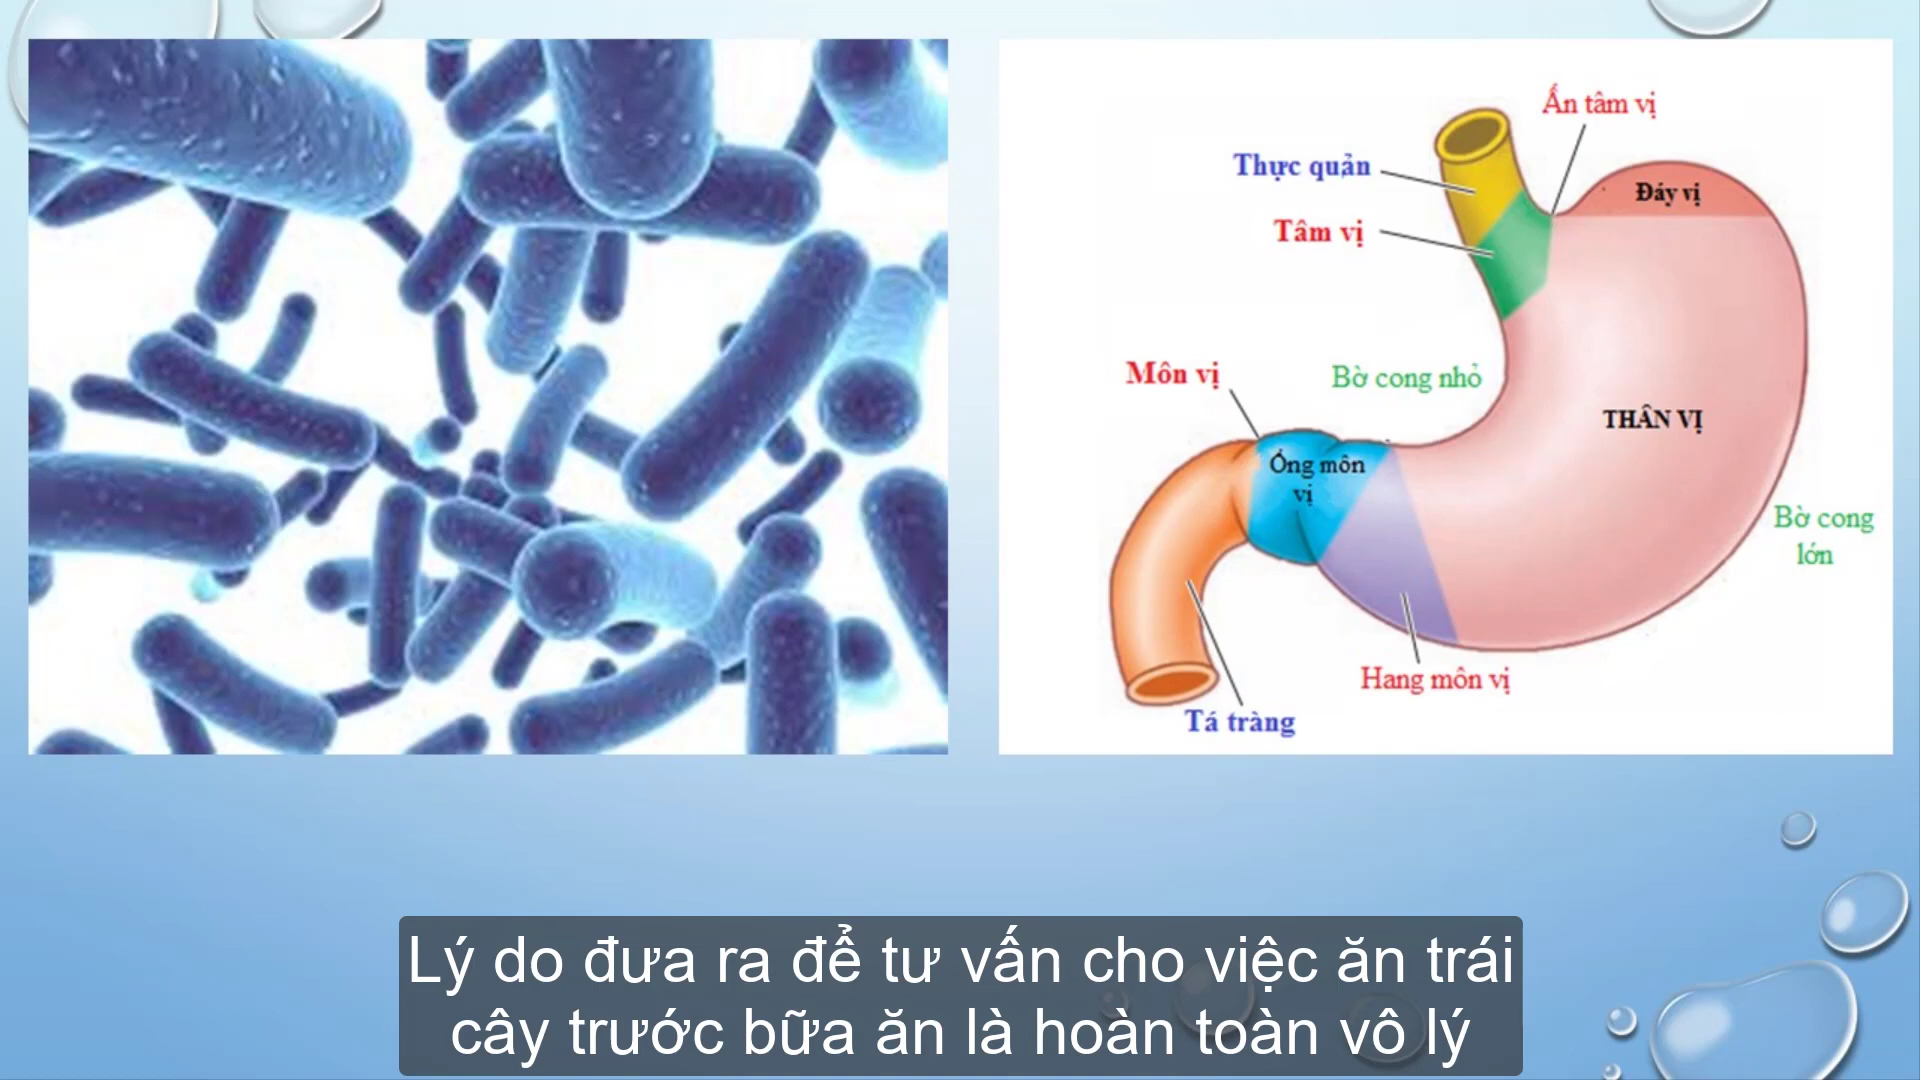 Ấn tâm vị
Thực quản
Đáy vị
Tâm vị
Môn vị
Bờ cong nhỏ
THÂN VỊ
Ống môn
vị
Bờ cong
lớn
Hang môn vị
Tá tràng
Lý do đưa ra để tư vấn cho việc ăn trái
cây trước bữa ăn là hoàn toàn vô lý